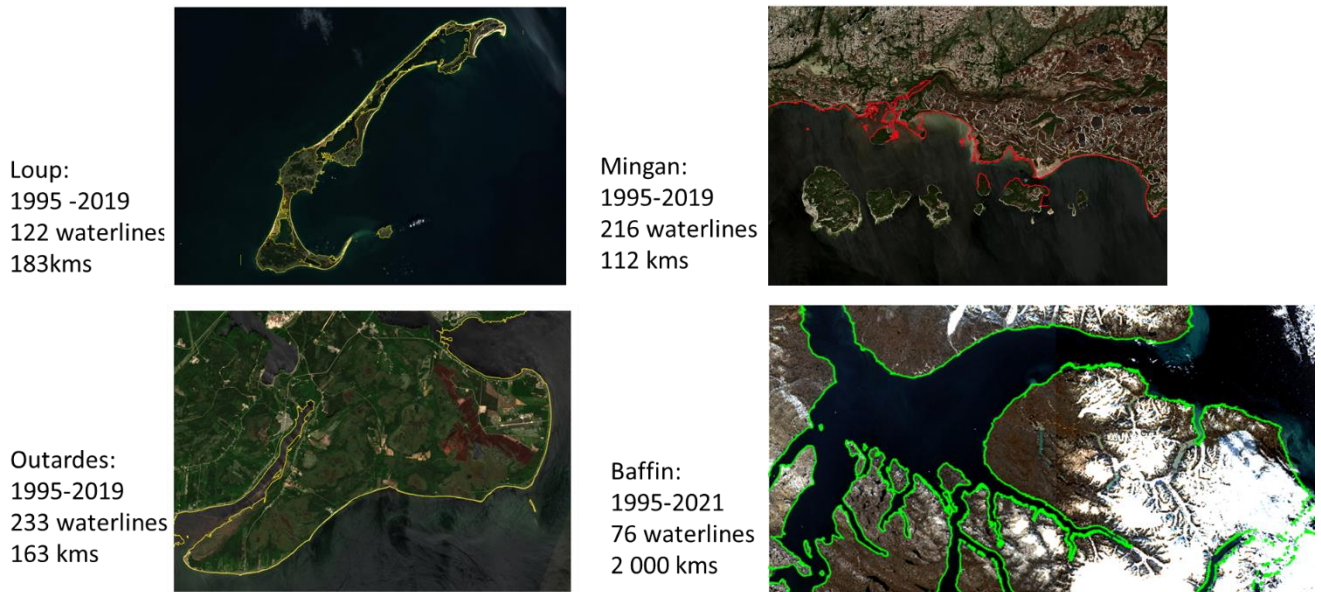 Loup:
1995 -2019
122 waterlines
183kms
Mingan:
1995-2019
216 waterlines
112 kms
Outardes:
1995-2019
233 waterlines
163 kms
Baffin:
1995-2021
76 waterlines
2 000 kms